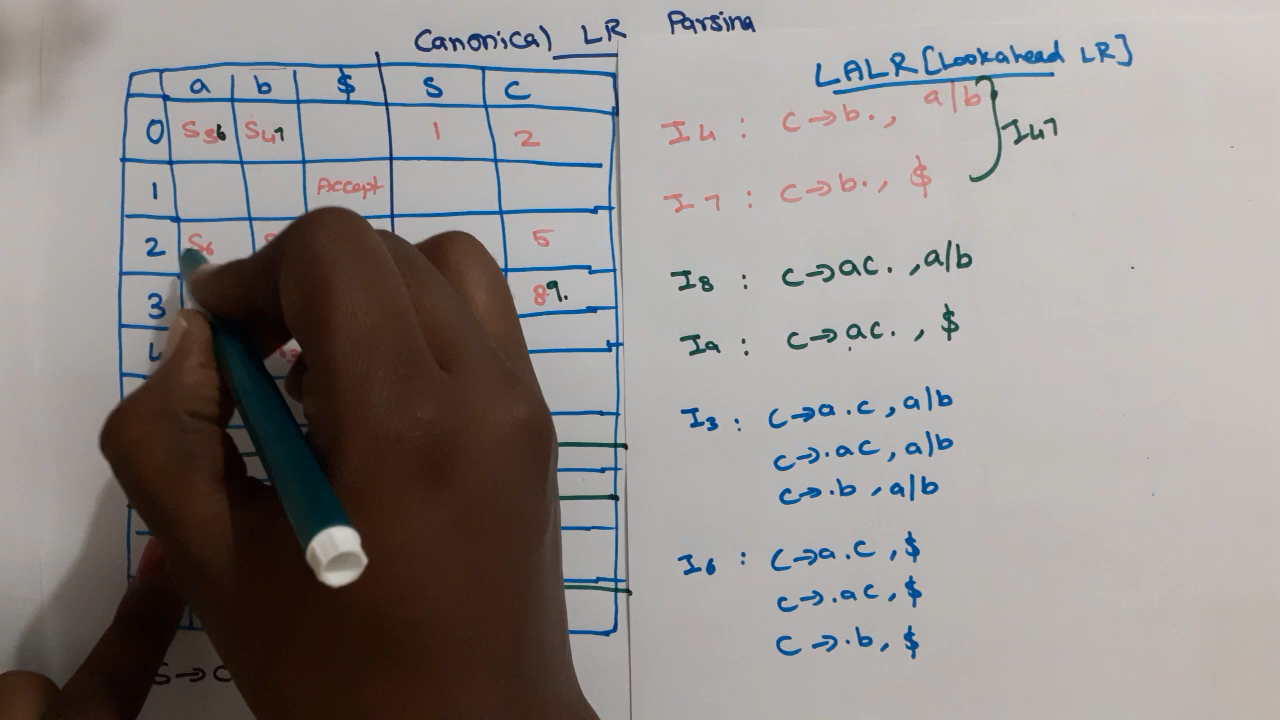 Canonical LR Parsing
a b $ S C
0 S36 S47 1 2
1 Accept
2 S6 5
3 89.
4
S→C
LALR [Lookahead LR]
I4 : C→b., a|b
I47
I7 : C→b., $
I8 : C→aC. , a|b
I9 : C→aC. , $
I3 : C→a.C, a|b
C→.aC, a|b
C→.b, a|b
I6 : C→a.C, $
C→.aC, $
C→.b, $